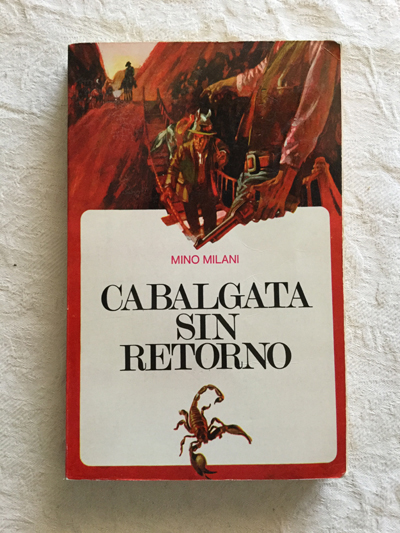 MINO MILANI
CABALGATA
SIN
RETORNO